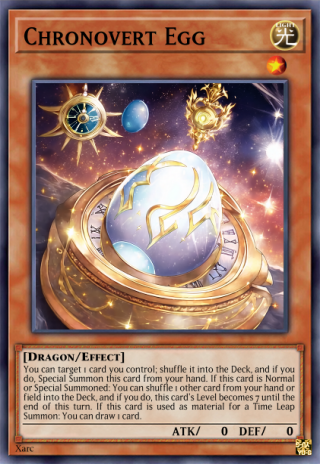 Chronovert Egg
LIGHT
光
[Dragon/Effect]
You can target 1 card you control; shuffle it into the Deck, and if you
do, Special Summon this card from your hand. If this card is Normal
or Special Summoned: You can shuffle 1 other card from your hand or
field into the Deck, and if you do, this card's Level becomes 7 until the
end of this turn. If this card is used as material for a Time Leap
Summon: You can draw 1 card.
ATK/ 0 DEF/ 0
Xarc